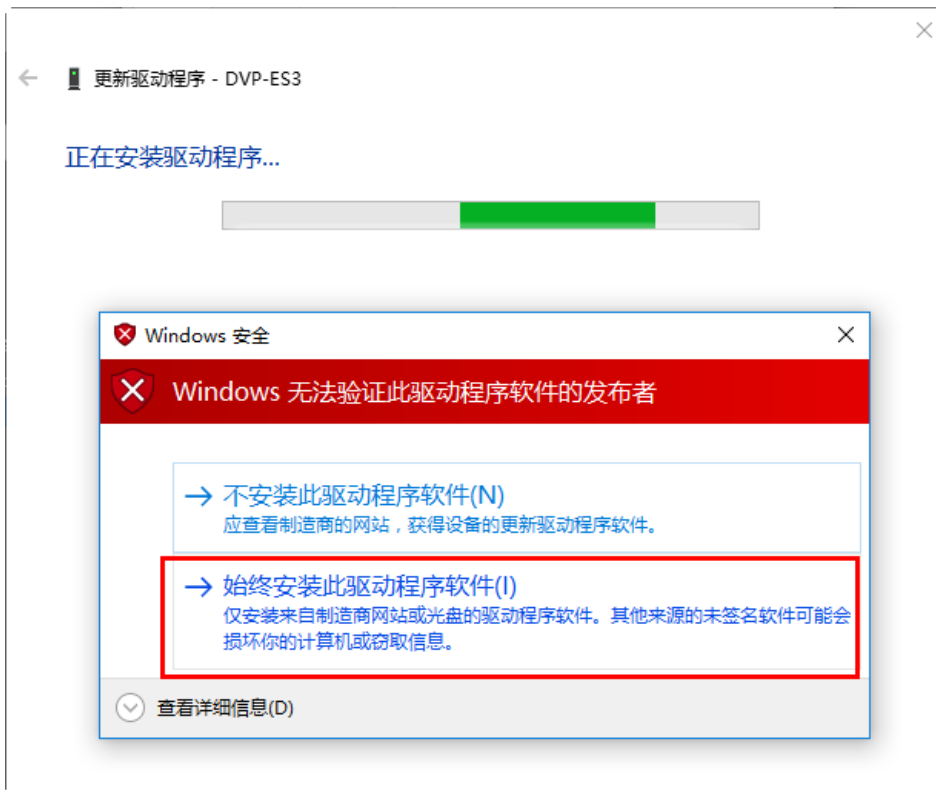 更新驱动程序 - DVP-ES3
正在安装驱动程序...
Windows 安全
Windows 无法验证此驱动程序软件的发布者
不安装此驱动程序软件(N)
应查看制造商的网站，获得设备的更新驱动程序软件。
始终安装此驱动程序软件(I)
仅安装来自制造商网站或光盘的驱动程序软件。其他来源的未签名软件可能会
损坏你的计算机或窃取信息。
查看详细信息(D)